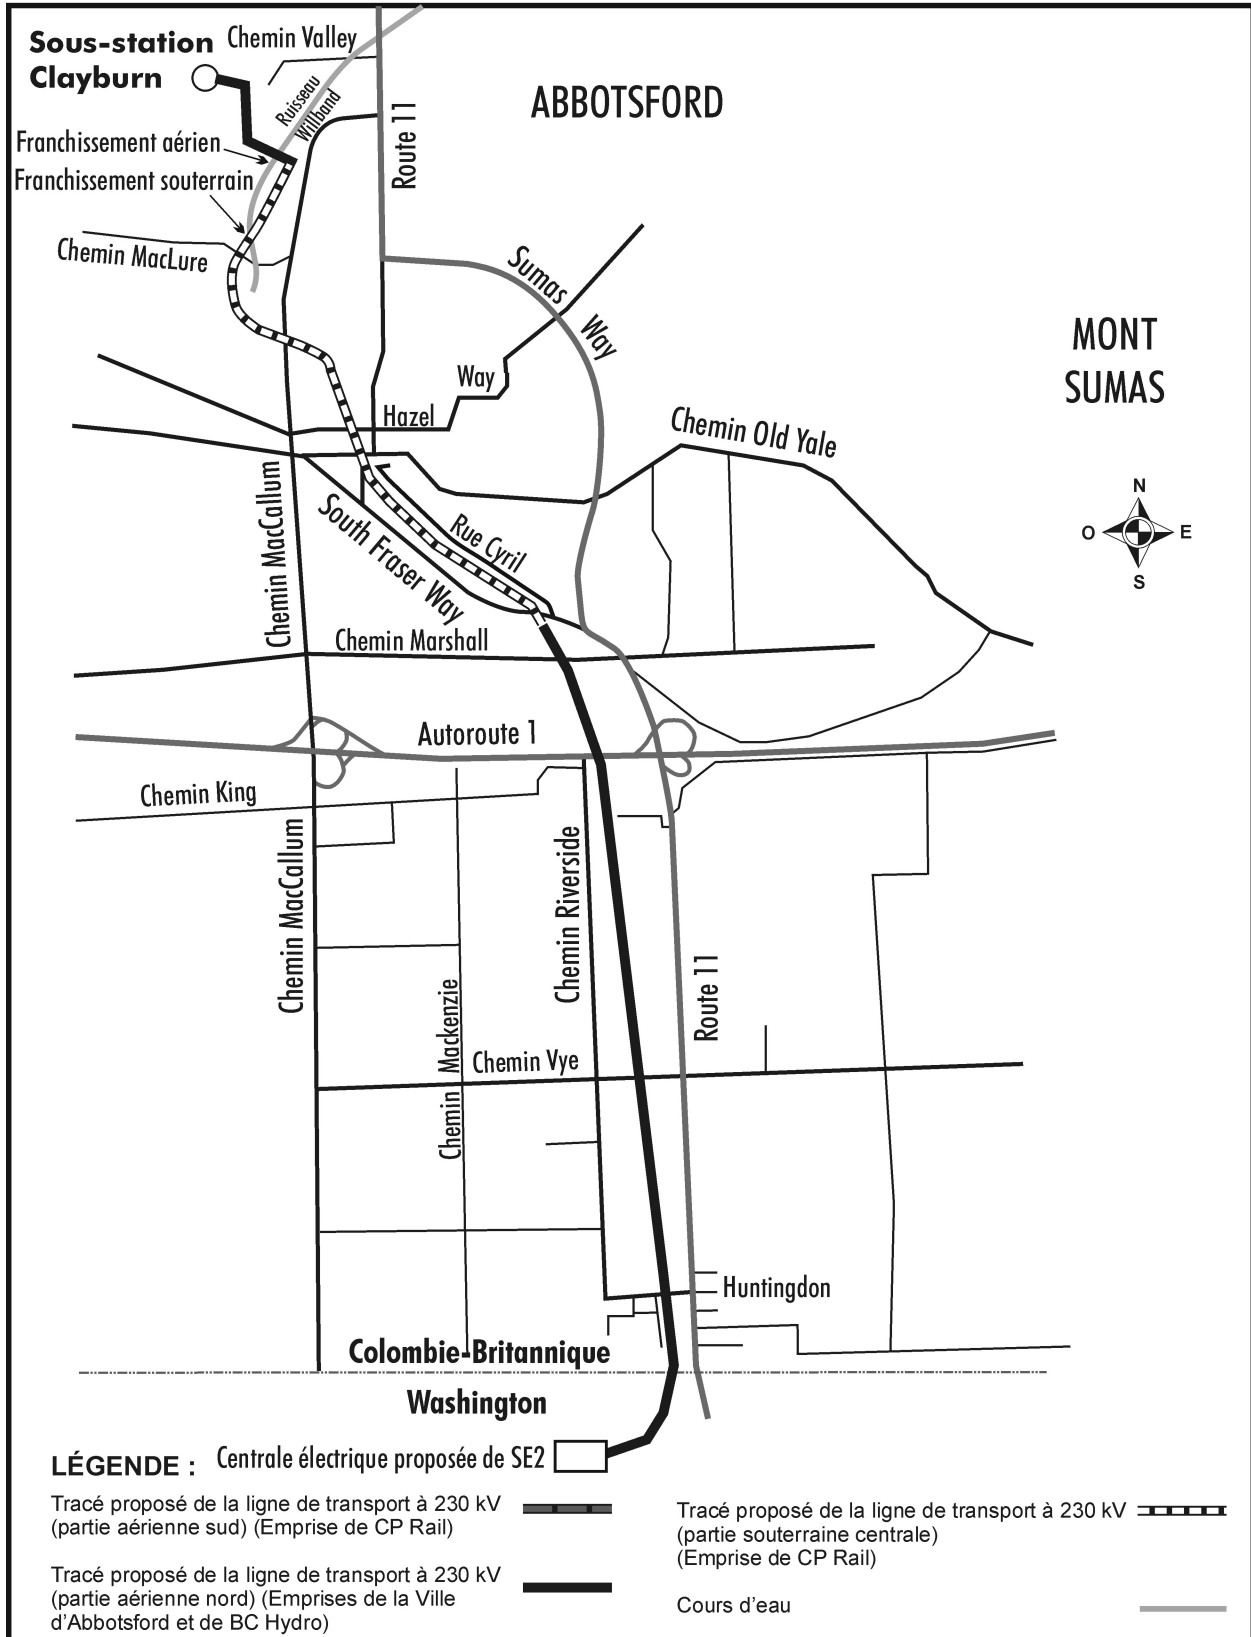 Sous-station
Clayburn
Chemin Valley
Ruisseau
Willband
ABBOTSFORD
Route 11
Franchissement aérien
Franchissement souterrain
Chemin MacLure
Sumas
Way
MONT
SUMAS
Way
Hazel
Chemin Old Yale
N
O
E
S
Chemin MacCallum
South Fraser Way
Rue Cyril
Chemin Marshall
Autoroute 1
Chemin King
Chemin MacCallum
Chemin Riverside
Chemin Mackenzie
Route 11
Chemin Vye
Huntingdon
Colombie-Britannique
Washington
Centrale électrique proposée de SE2
LÉGENDE :
Tracé proposé de la ligne de transport à 230 kV
(partie aérienne sud) (Emprise de CP Rail)
Tracé proposé de la ligne de transport à 230 kV
(partie aérienne nord) (Emprises de la Ville
d'Abbotsford et de BC Hydro)
Tracé proposé de la ligne de transport à 230 kV
(partie souterraine centrale)
(Emprise de CP Rail)
Cours d'eau